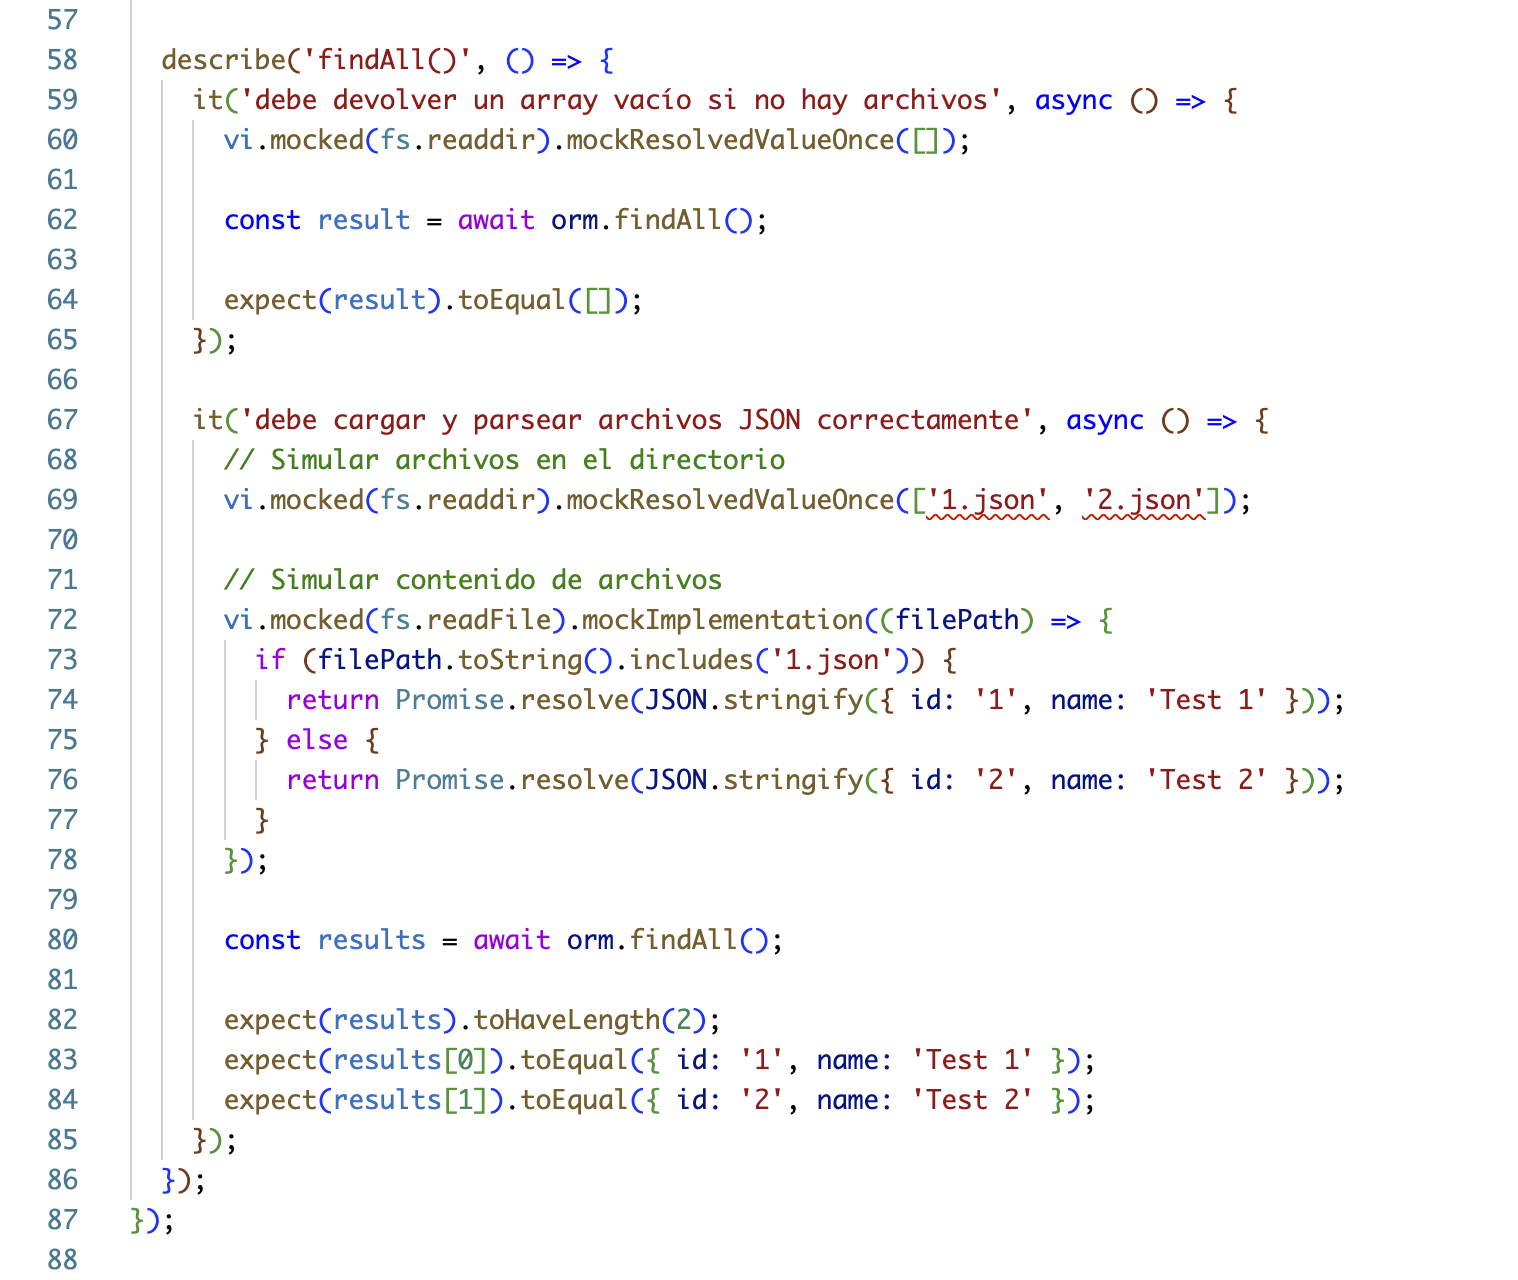 57
58 describe('findAll()', () => {
59 it('debe devolver un array vacío si no hay archivos', async () => {
60 vi.mocked(fs.readdir).mockResolvedValueOnce([]);
61
62 const result = await orm.findAll();
63
64 expect(result).toEqual([]);
65 });
66
67 it('debe cargar y parsear archivos JSON correctamente', async () => {
68 // Simular archivos en el directorio
69 vi.mocked(fs.readdir).mockResolvedValueOnce(['1.json', '2.json']);
70
71 // Simular contenido de archivos
72 vi.mocked(fs.readFile).mockImplementation((filePath) => {
73 if (filePath.toString().includes('1.json')) {
74 return Promise.resolve(JSON.stringify({ id: '1', name: 'Test 1' }));
75 } else {
76 return Promise.resolve(JSON.stringify({ id: '2', name: 'Test 2' }));
77 }
78 });
79
80 const results = await orm.findAll();
81
82 expect(results).toHaveLength(2);
83 expect(results[0]).toEqual({ id: '1', name: 'Test 1' });
84 expect(results[1]).toEqual({ id: '2', name: 'Test 2' });
85 });
86 });
87 });
88